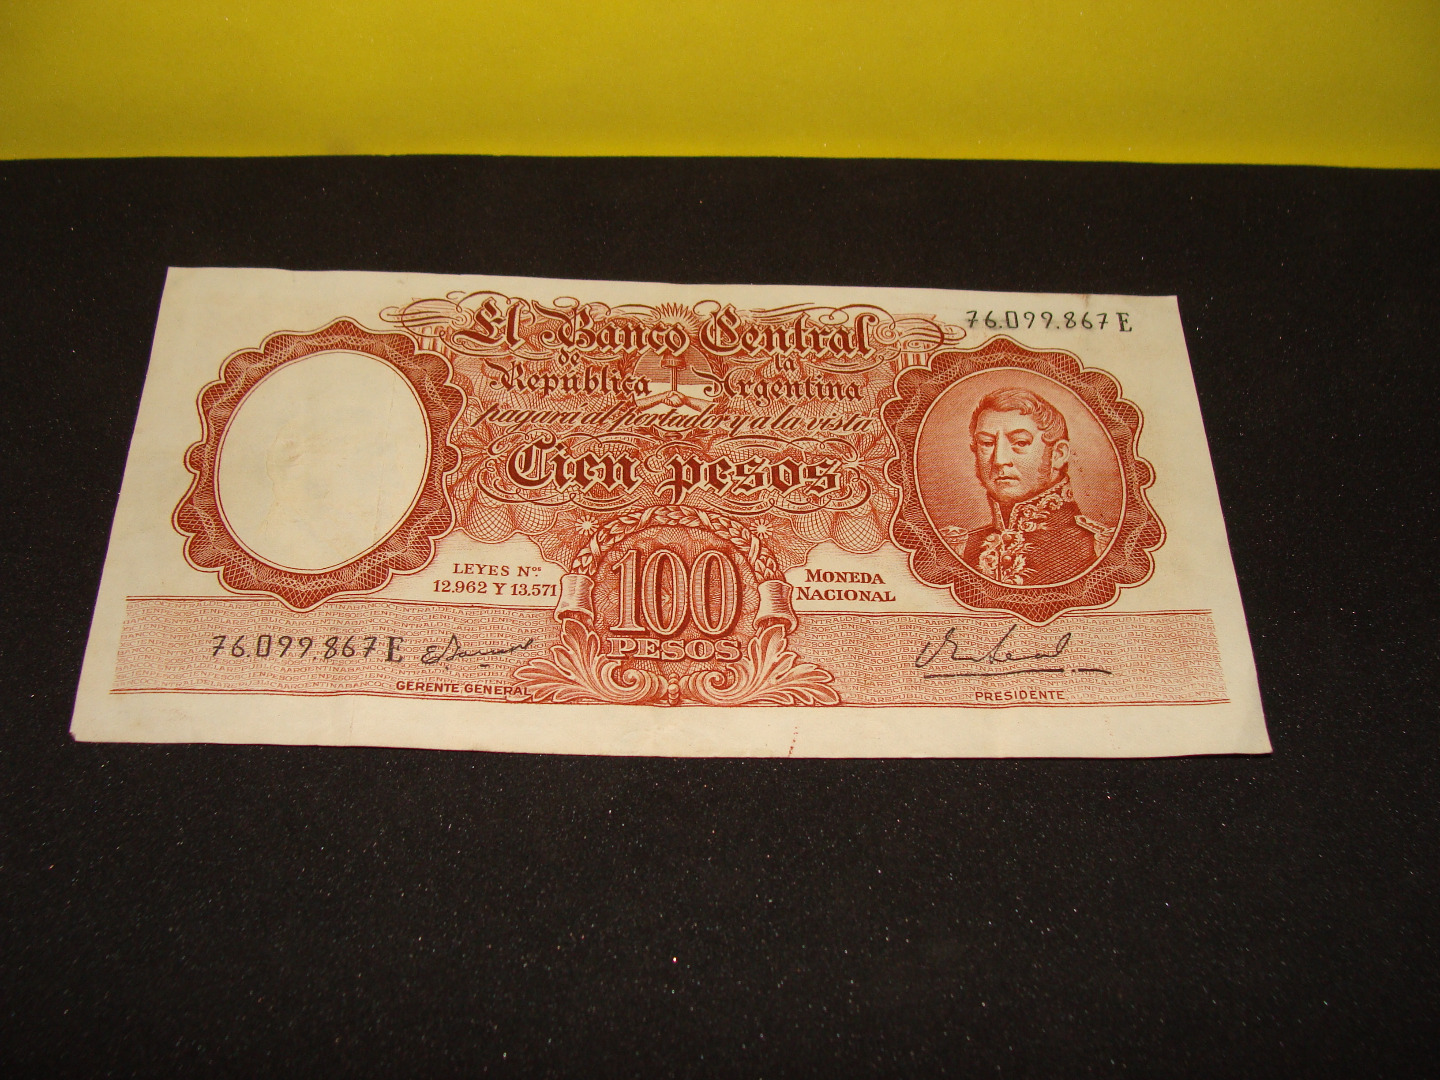 76.099.867 E
El Banco Central
de la
República Argentina
pagará al portador y a la vista
Cien pesos
LEYES Nos.
12.962 Y 13.571
MONEDA
NACIONAL
100
PESOS
76.099.867 E
GERENTE GENERAL
PRESIDENTE